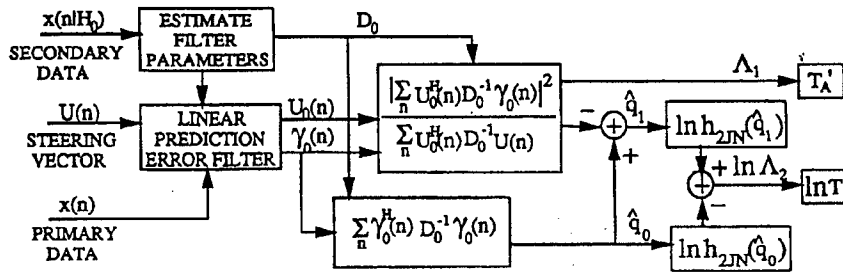 x(n|H₀)
SECONDARY
DATA
ESTIMATE
FILTER
PARAMETERS
D₀
U(n)
STEERING
VECTOR
LINEAR
PREDICTION
ERROR FILTER
U₀(n)
γ₀(n)
x(n)
PRIMARY
DATA
|∑ₙ U₀ᴴ(n) D₀⁻¹ γ₀(n)|²
∑ₙ U₀ᴴ(n) D₀⁻¹ U(n)
Λ₁
T_A'
− q̂₁
+
ln h₂JN(q̂₁)
+ ln Λ₂
−
ln T
∑ₙ γ₀ᴴ(n) D₀⁻¹ γ₀(n)
q̂₀
ln h₂JN(q̂₀)